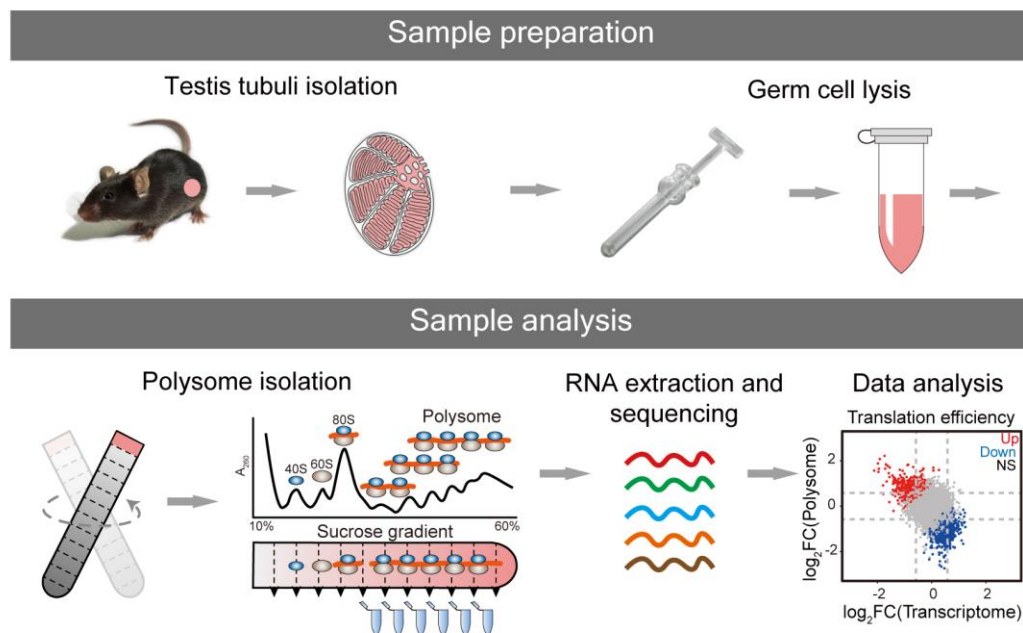 Sample preparation
Testis tubuli isolation
Germ cell lysis
Sample analysis
Polysome isolation
RNA extraction and
sequencing
Data analysis
80S
Polysome
60S
40S
A260
10%
60%
Sucrose gradient
Translation efficiency
Up
Down
NS
log2FC(Polysome)
2
0
-2
-2
0
2
log2FC(Transcriptome)